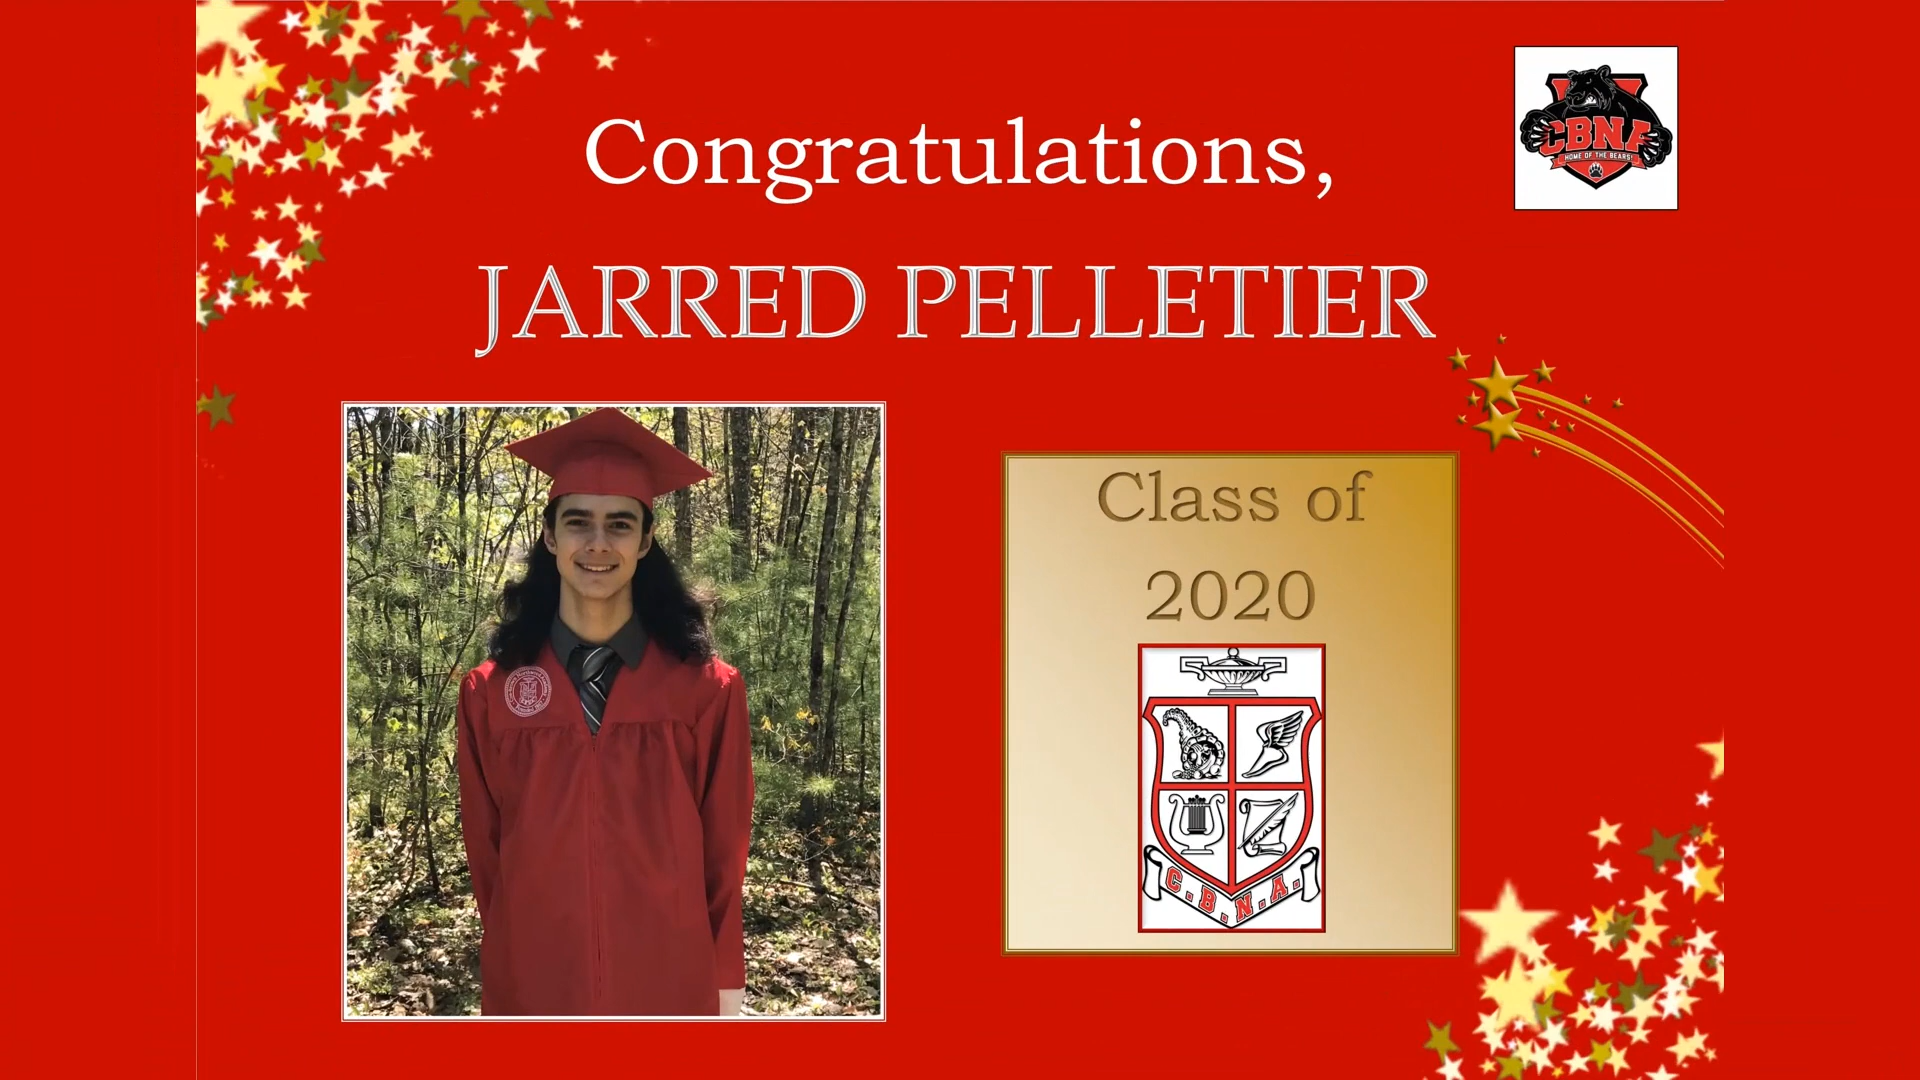 Congratulations,
JARRED PELLETIER
CBNA
HOME OF THE BEARS!
Class of
2020
C.B.N.A.